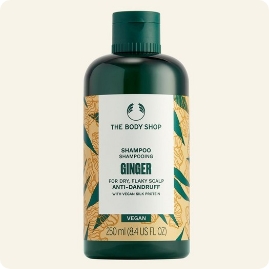 THE BODY SHOP
SHAMPOO
SHAMPOOING
GINGER
FOR DRY, FLAKY SCALP
ANTI-DANDRUFF
WITH VEGAN SILK PROTEIN
VEGAN
250 ml (8.4 US FL OZ)